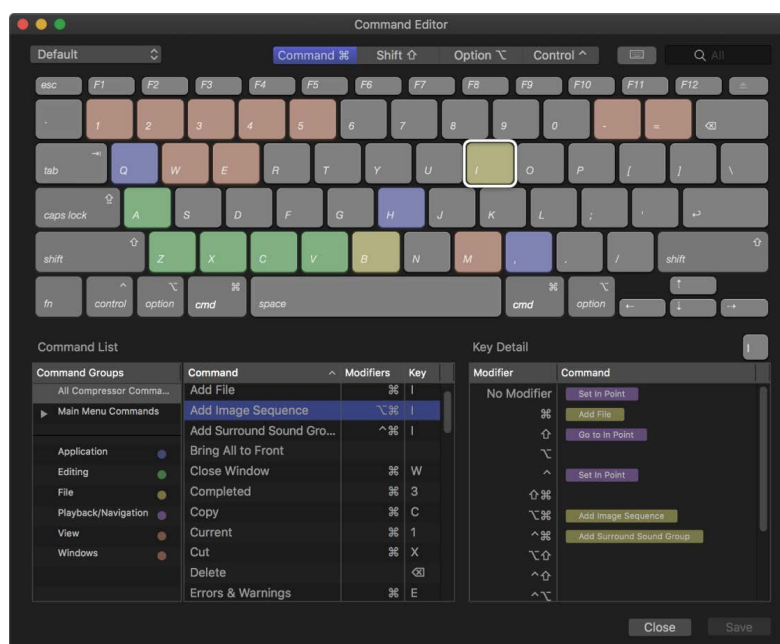 Command Editor
Default Command ⌘ Shift ⇧ Option ⌥ Control ^ All
esc F1 F2 F3 F4 F5 F6 F7 F8 F9 F10 F11 F12
` 1 2 3 4 5 6 7 8 9 0 - =
tab Q W E R T Y U I O P [ ] \
caps lock A S D F G H J K L ; '
shift Z X C V B N M , . / shift
fn control option cmd space cmd option
Command List Key Detail I
Command Groups Command Modifiers Key Modifier Command
All Compressor Comma... Add File ⌘ I No Modifier Set In Point
Main Menu Commands Add Image Sequence ⌥⌘ I ⌘ Add File
Add Surround Sound Gro... ^⌘ I ⇧ Go to In Point
Application Bring All to Front ⌥
Editing Close Window ⌘ W ^ Set In Point
File Completed ⌘ 3 ⇧⌘
Playback/Navigation Copy ⌘ C ⌥⌘ Add Image Sequence
View Current ⌘ 1 ^⌘ Add Surround Sound Group
Windows Cut ⌘ X ⌥⇧
Delete ⌫ ^⇧
Errors & Warnings ⌘ E ^⌥
Close Save